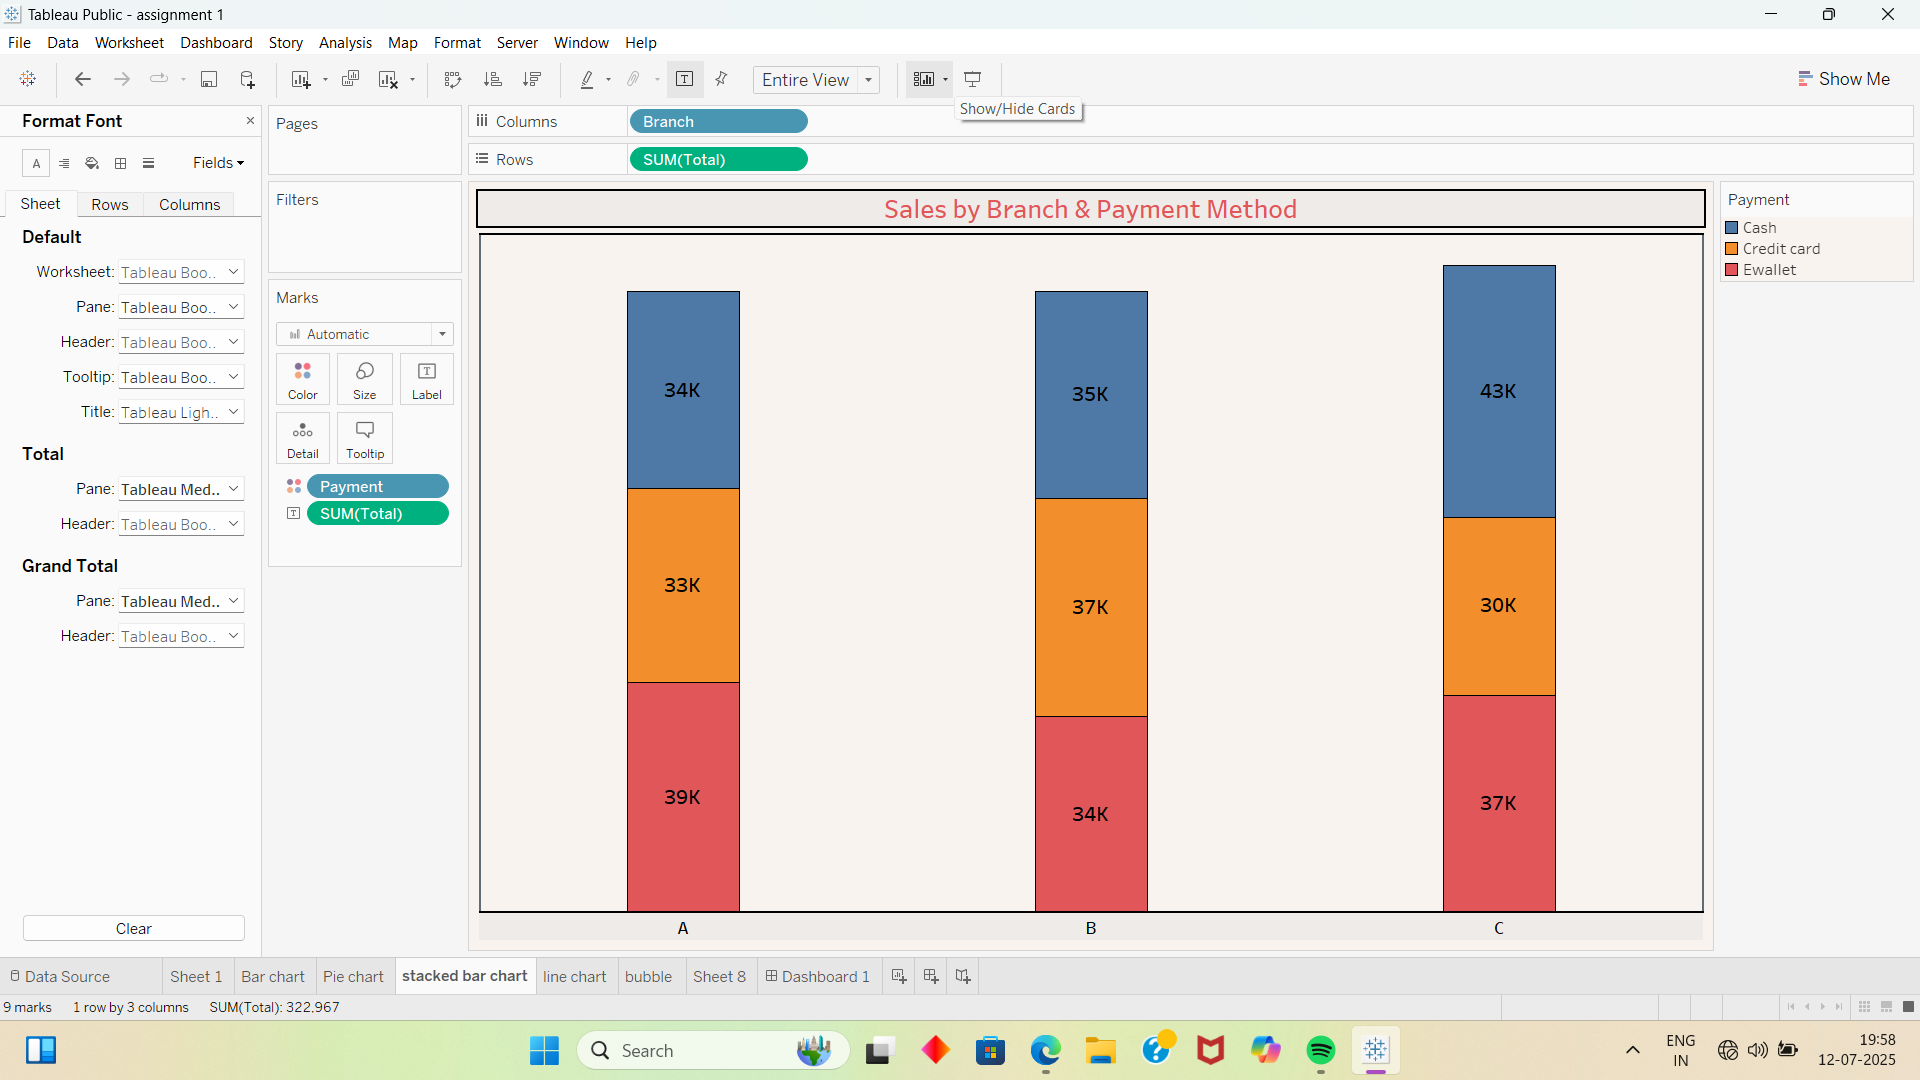 Tableau Public - assignment 1
File Data Worksheet Dashboard Story Analysis Map Format Server Window Help
Entire View
Show Me
Show/Hide Cards
Format Font
Fields
Sheet Rows Columns
Default
Worksheet: Tableau Boo..
Pane: Tableau Boo..
Header: Tableau Boo..
Tooltip: Tableau Boo..
Title: Tableau Ligh..
Total
Pane: Tableau Med..
Header: Tableau Boo..
Grand Total
Pane: Tableau Med..
Header: Tableau Boo..
Clear
Pages
Filters
Marks
Automatic
Color Size Label
Detail Tooltip
Payment
SUM(Total)
Columns Branch
Rows SUM(Total)
Sales by Branch & Payment Method
34K 35K 43K
33K 37K 30K
39K 34K 37K
A B C
Payment
Cash
Credit card
Ewallet
Data Source Sheet 1 Bar chart Pie chart stacked bar chart line chart bubble Sheet 8 Dashboard 1
9 marks 1 row by 3 columns SUM(Total): 322,967
Search
ENG
IN
19:58
12-07-2025